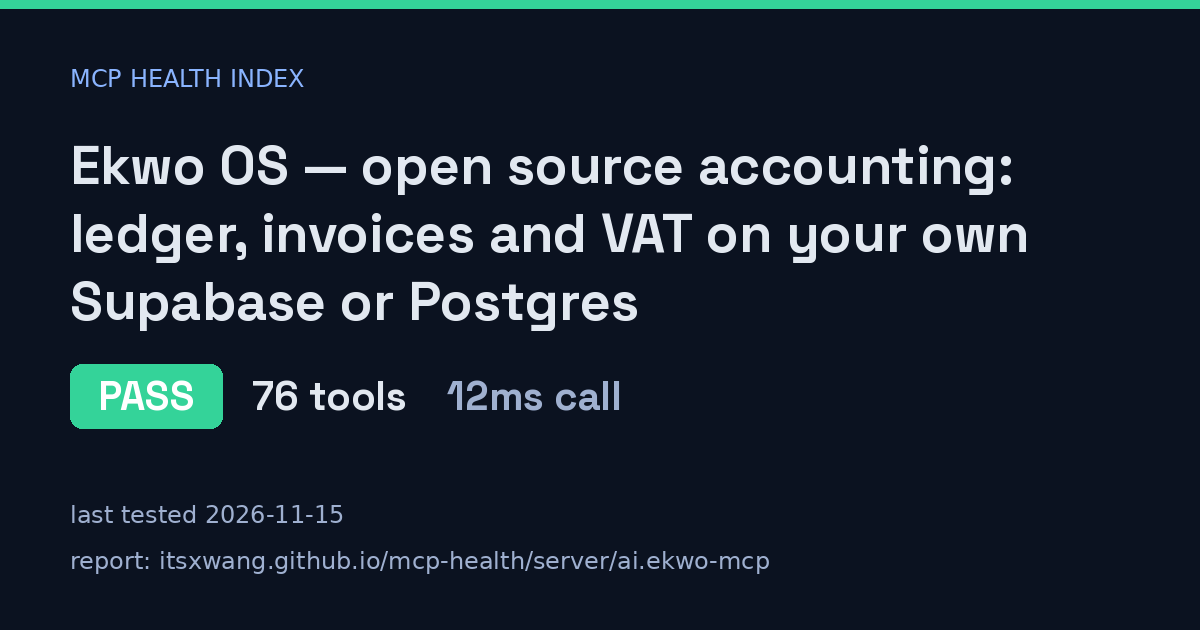 MCP HEALTH INDEX
Ekwo OS — open source accounting:
ledger, invoices and VAT on your own
Supabase or Postgres
PASS 76 tools 12ms call
last tested 2026-11-15
report: itsxwang.github.io/mcp-health/server/ai.ekwo-mcp